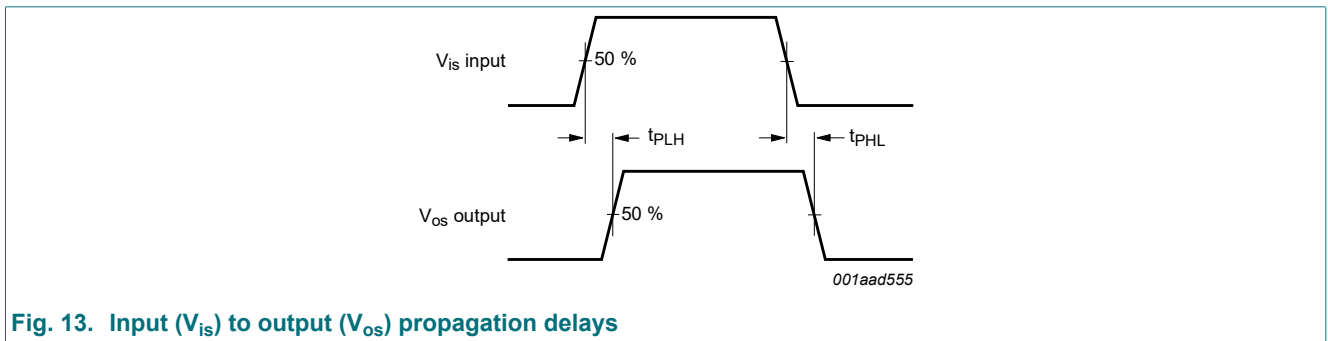 V_is input
50 %
t_PLH
t_PHL
V_os output
50 %
001aad555
Fig. 13. Input (V_is) to output (V_os) propagation delays